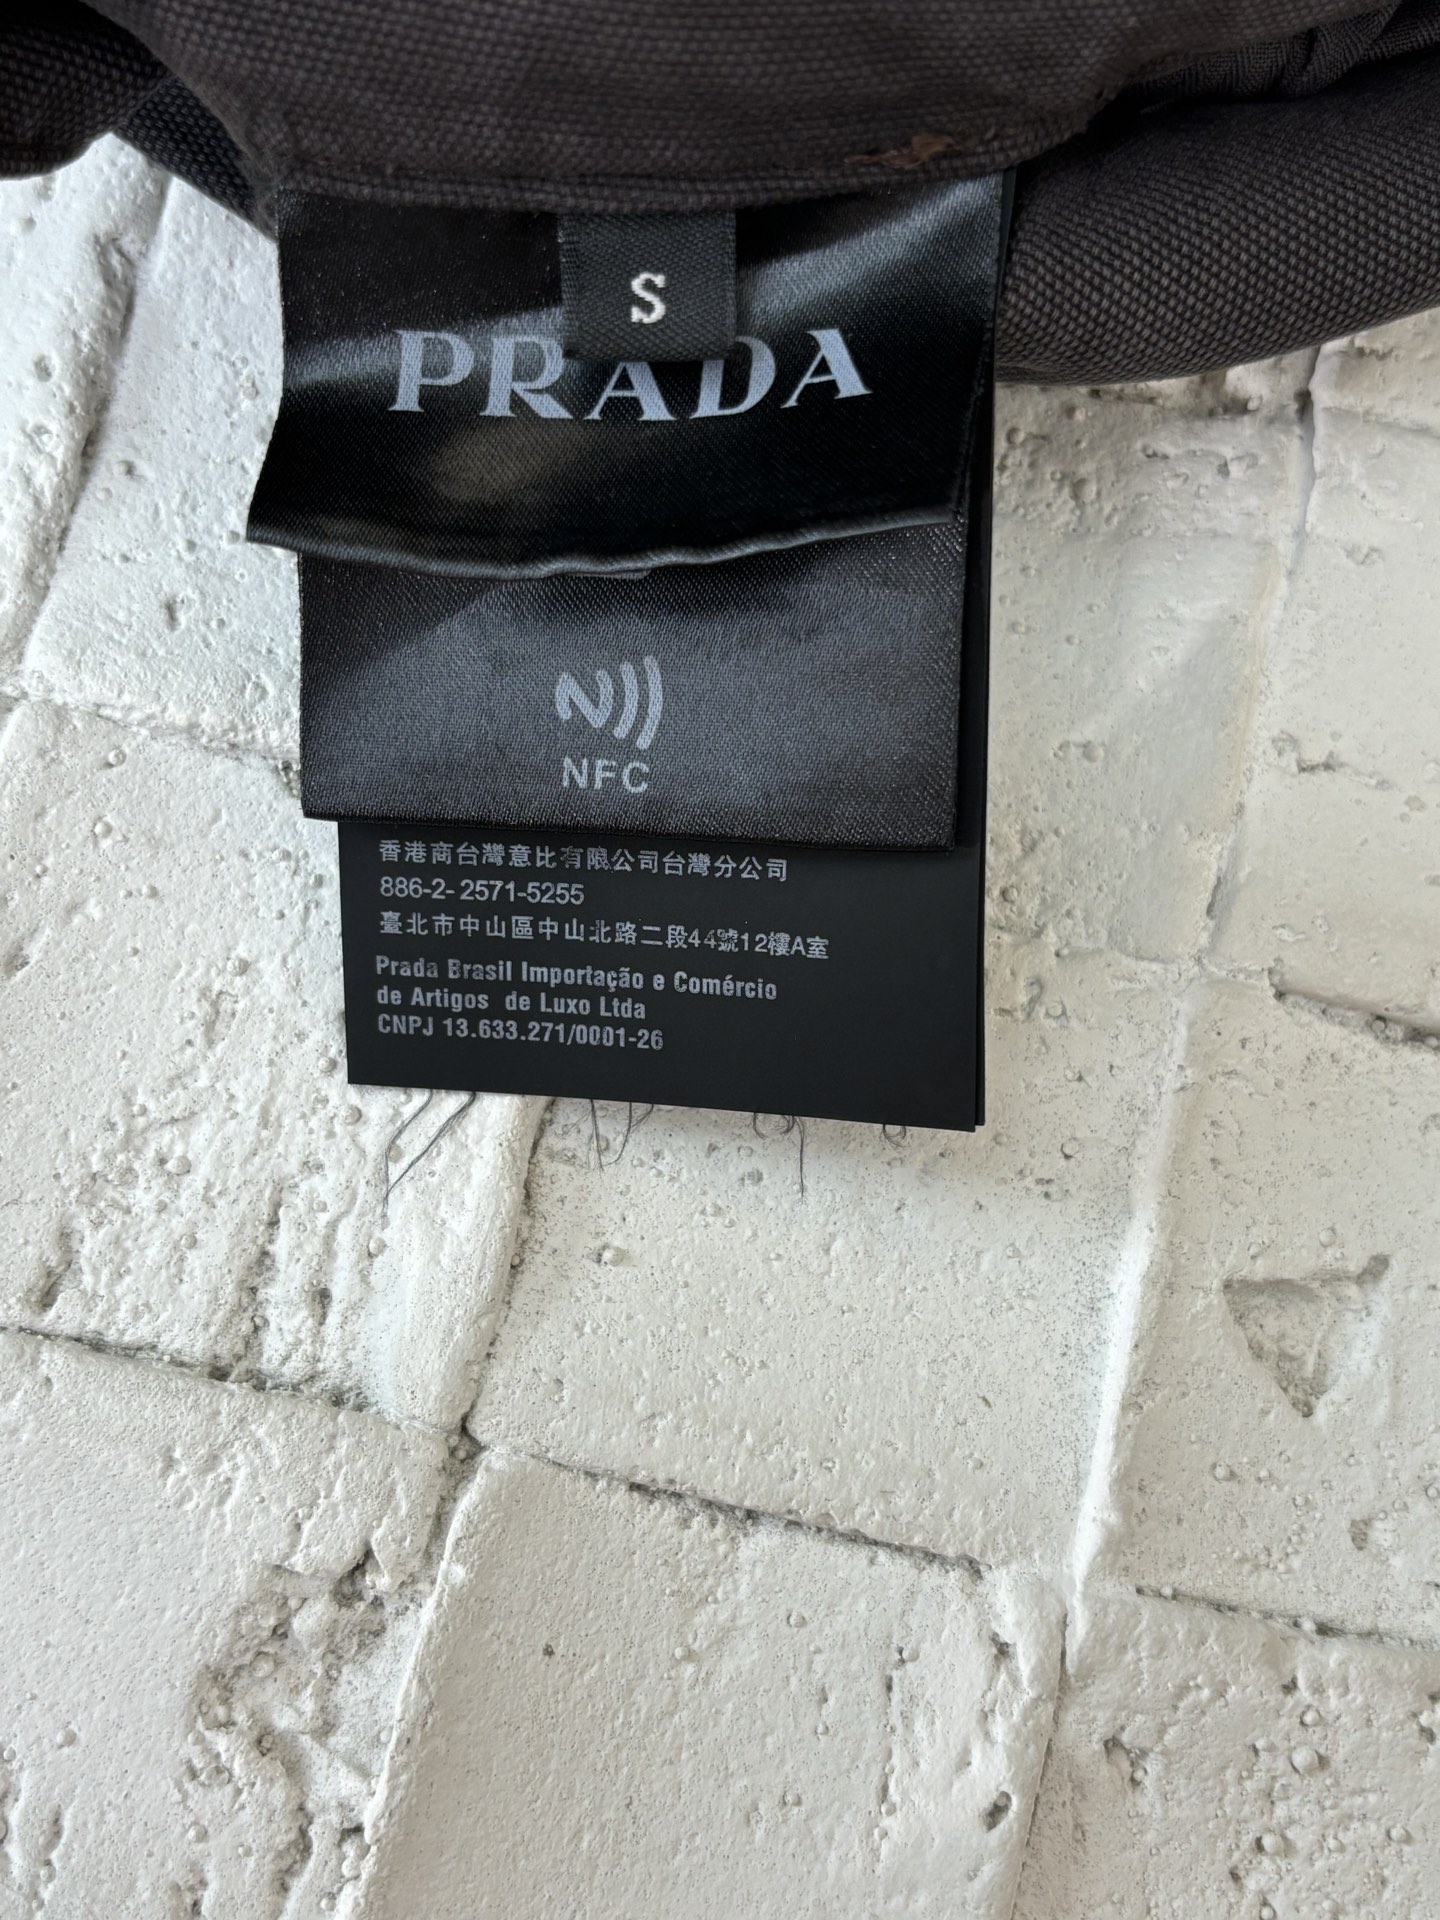 S
PRADA
N
NFC
香港商台灣意比有限公司台灣分公司
886-2- 2571-5255
臺北市中山區中山北路二段44號12樓A室
Prada Brasil Importação e Comércio
de Artigos de Luxo Ltda
CNPJ 13.633.271/0001-26